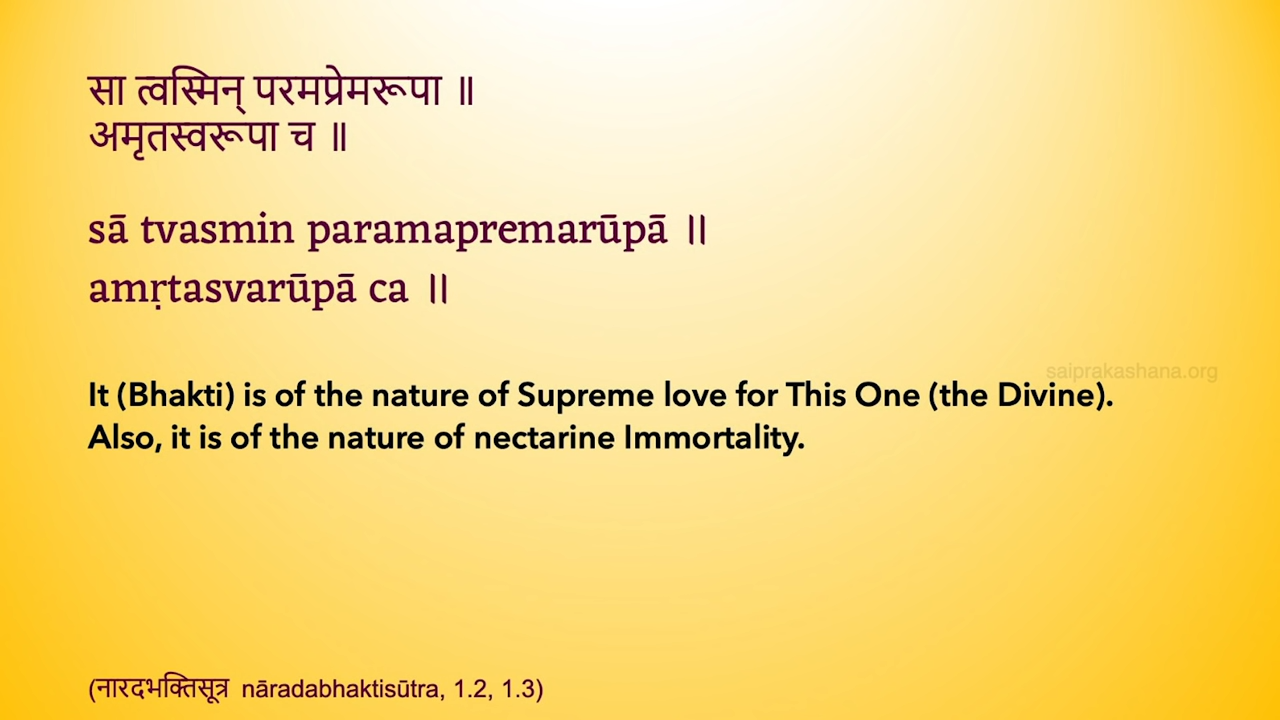 सा त्वस्मिन् परमप्रेमरूपा ॥
अमृतस्वरूपा च ॥
sā tvasmin paramapremarūpā ॥
amṛtasvarūpā ca ॥
saiprakashana.org
It (Bhakti) is of the nature of Supreme love for This One (the Divine).
Also, it is of the nature of nectarine Immortality.
(नारदभक्तिसूत्र nāradabhaktisūtra, 1.2, 1.3)